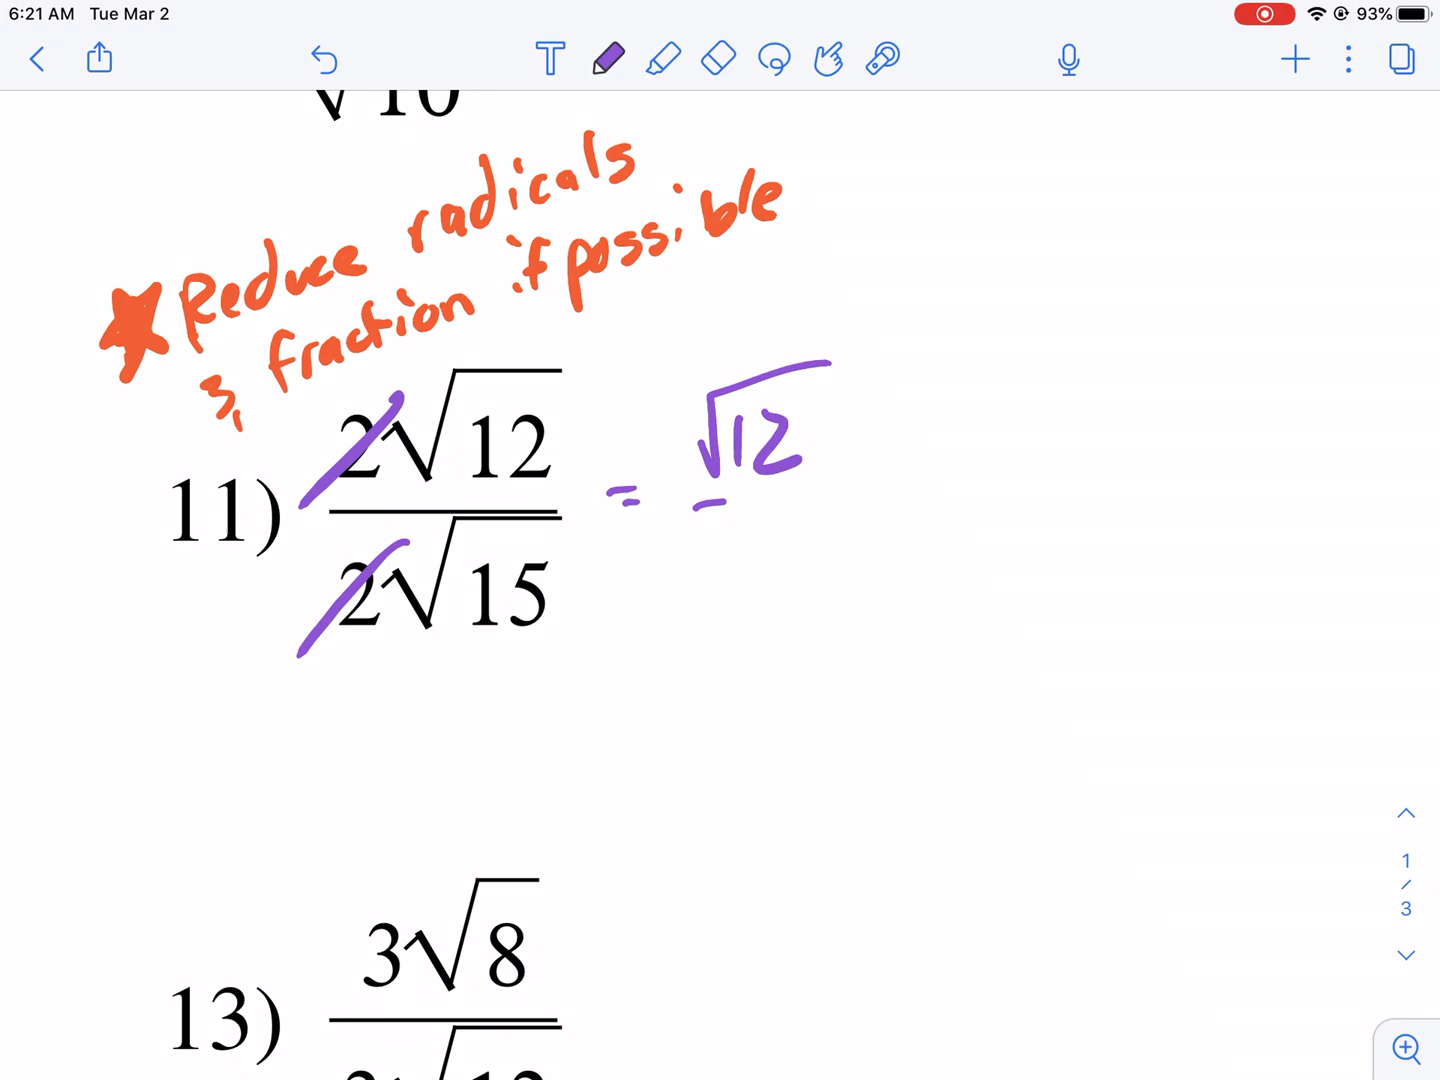 6:21 AM Tue Mar 2
93%
√10
Reduce radicals
& fraction if possible
11) 2√12 / 2√15 = √12
13) 3√8
1
/
3